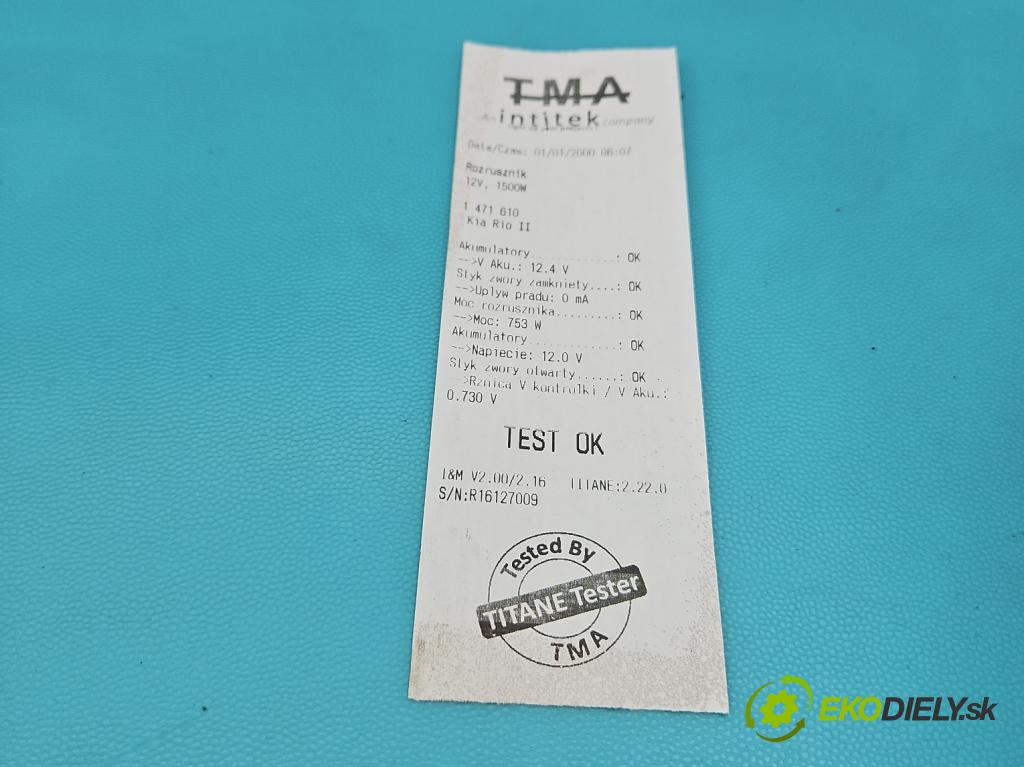 TMA
An intitek company
Data/Czas: 01/01/2000 06:07
Rozrusznik
12V, 1500W
1 471 610
Kia Rio II
Akumulatory............: OK
-->V Aku.: 12.4 V
Styk zwory zamkniety....: OK
-->Uplyw pradu: 0 mA
Moc rozrusznika.........: OK
-->Moc: 753 W
Akumulatory............: OK
-->Napiecie: 12.0 V
Styk zwory otwarty......: OK
-->Rznica V kontrolki / V Aku.:
0.730 V
TEST OK
I&M V2.00/2.16 TITANE:2.22.0
S/N:R16127009
Tested By
TITANE Tester
TMA
EKODIELY.sk